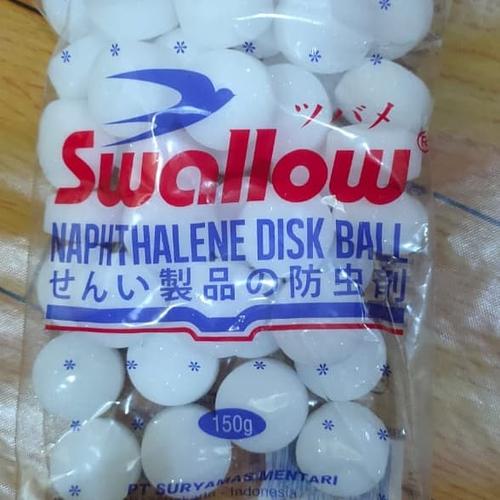 ツバメ
Swallow®
NAPHTHALENE DISK BALL
せんい製品の防虫剤
150g
PT SURYAMAS MENTARI
Indonesia